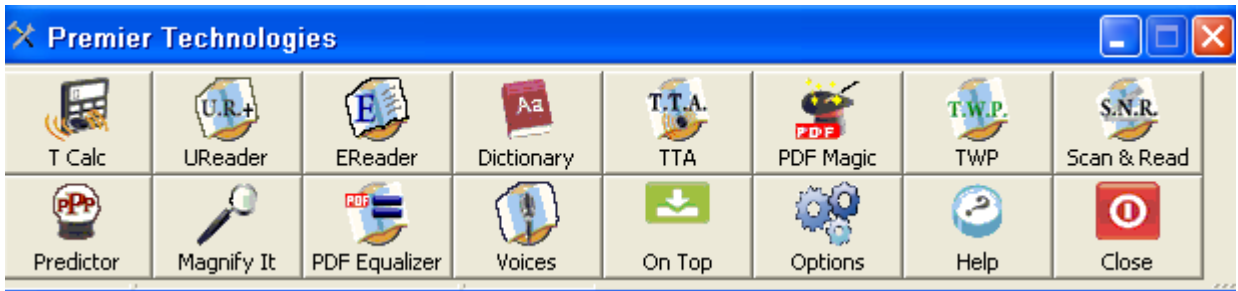 Premier Technologies
U.R.+ E Aa T.T.A. PDF T.W.P. S.N.R.
T Calc UReader EReader Dictionary TTA PDF Magic TWP Scan & Read
PPP PDF ?
Predictor Magnify It PDF Equalizer Voices On Top Options Help Close